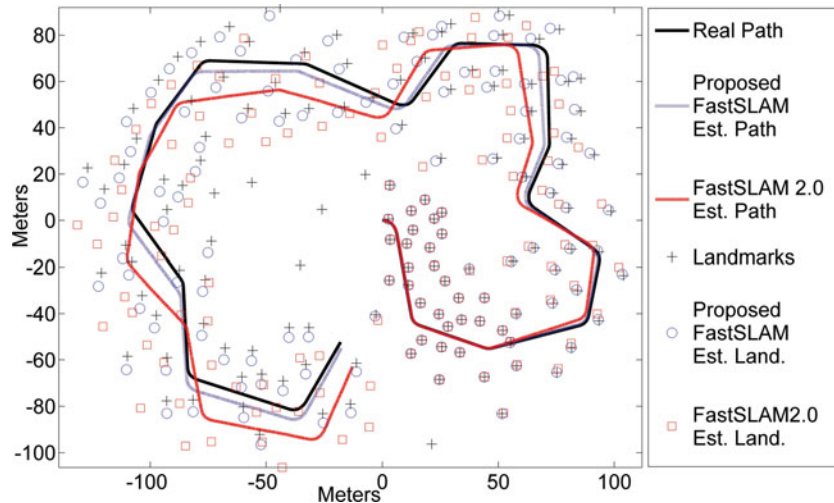 80
60
40
20
0
-20
-40
-60
-80
-100
Meters
-100
-50
0
50
100
Meters
Real Path
Proposed
FastSLAM
Est. Path
FastSLAM 2.0
Est. Path
Landmarks
Proposed
FastSLAM
Est. Land.
FastSLAM2.0
Est. Land.